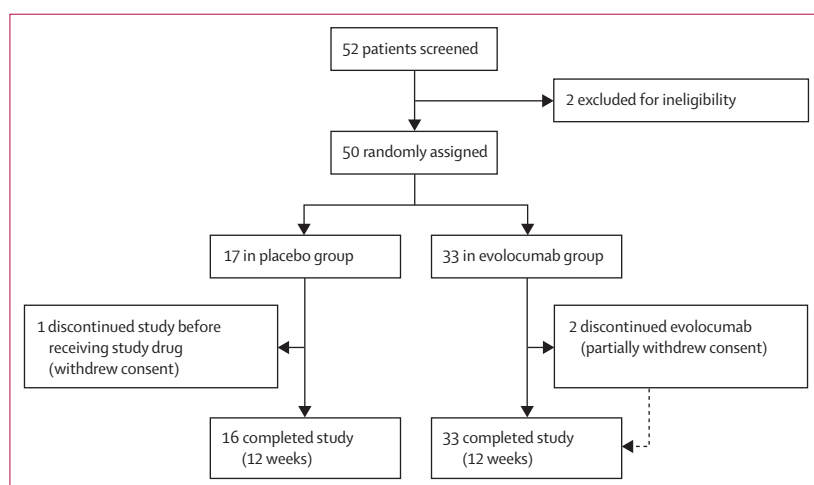 52 patients screened
2 excluded for ineligibility
50 randomly assigned
17 in placebo group
33 in evolocumab group
1 discontinued study before
receiving study drug
(withdrew consent)
2 discontinued evolocumab
(partially withdrew consent)
16 completed study
(12 weeks)
33 completed study
(12 weeks)